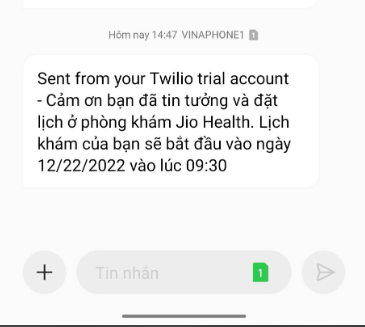 Hôm nay 14:47 VINAPHONE1 1
Sent from your Twilio trial account
- Cảm ơn bạn đã tin tưởng và đặt
lịch ở phòng khám Jio Health. Lịch
khám của bạn sẽ bắt đầu vào ngày
12/22/2022 vào lúc 09:30
Tin nhắn 1